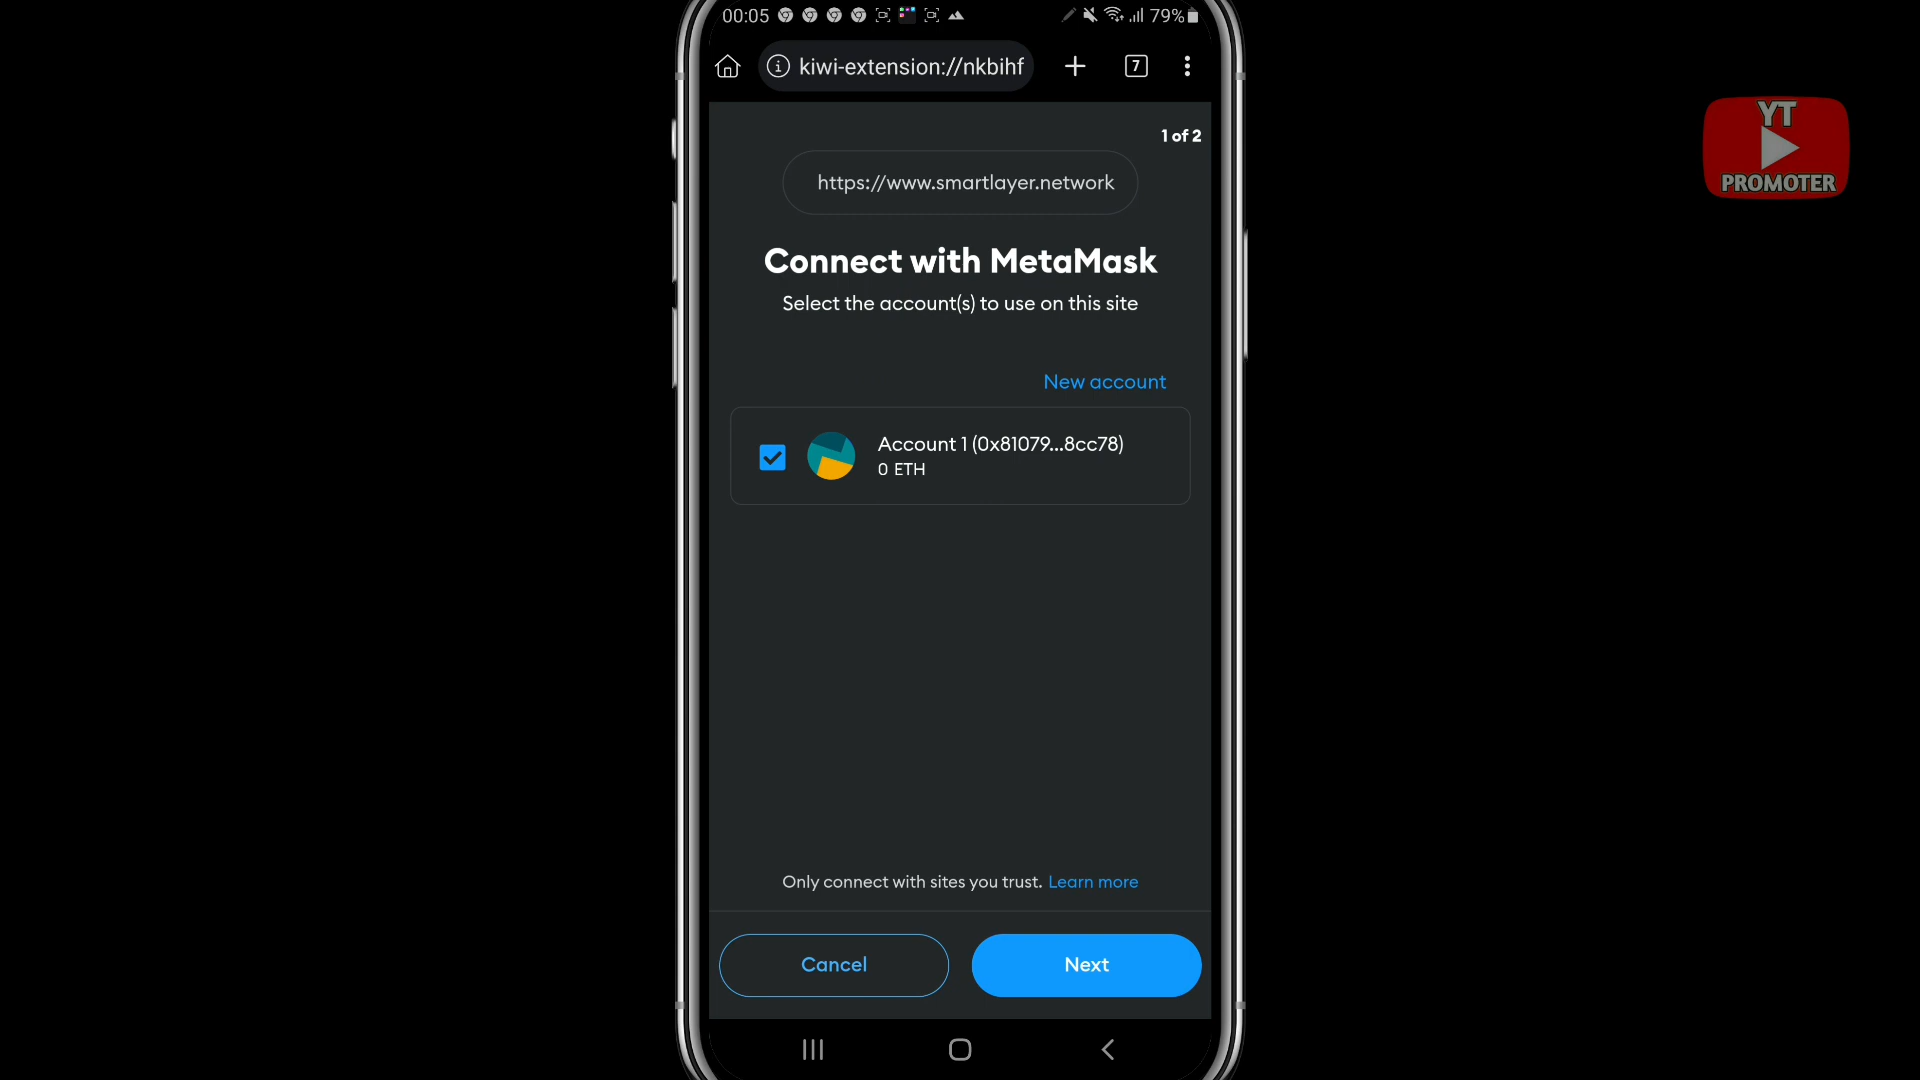 00:05
79%
kiwi-extension://nkbihf
7
1 of 2
https://www.smartlayer.network
Connect with MetaMask
Select the account(s) to use on this site
New account
Account 1 (0x81079...8cc78)
0 ETH
Only connect with sites you trust. Learn more
Cancel
Next
YT
PROMOTER